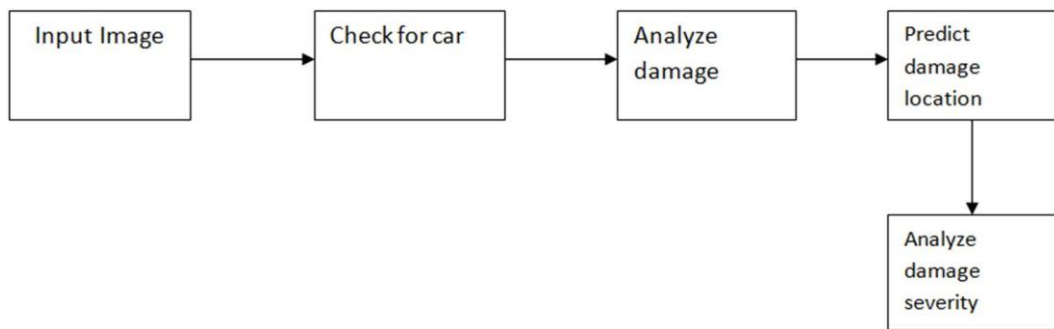 Input Image
Check for car
Analyze
damage
Predict
damage
location
Analyze
damage
severity